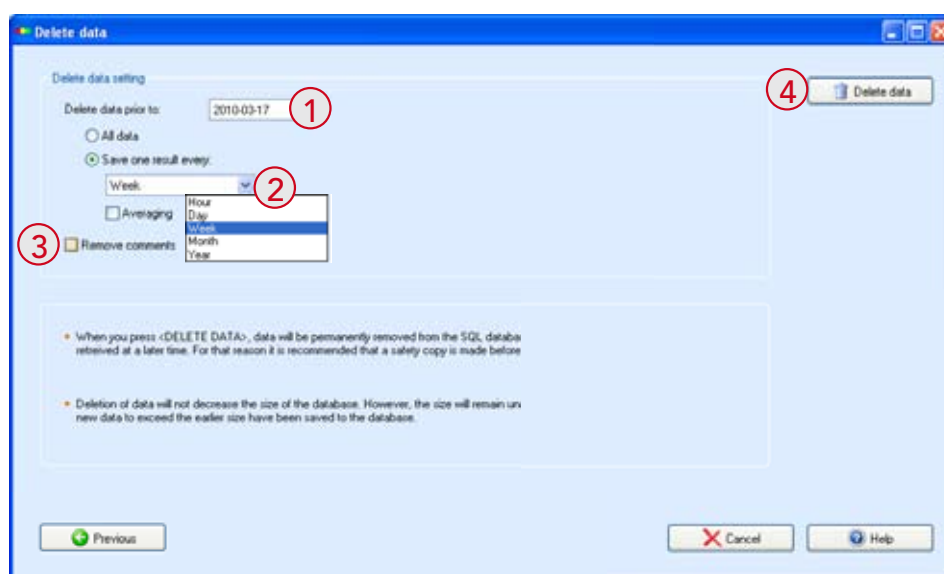 Delete data
Delete data setting
Delete data prior to:
2010-03-17
1
4
Delete data
All data
Save one result every:
Week
2
Hour
Day
Week
Month
Year
Averaging
3
Remove comments
• When you press <DELETE DATA>, data will be permanently removed from the SQL databa
retreived at a later time. For that reason it is recommended that a safety copy is made before
• Deletion of data will not decrease the size of the database. However, the size will remain un
new data to exceed the earlier size have been saved to the database.
Previous
Cancel
Help